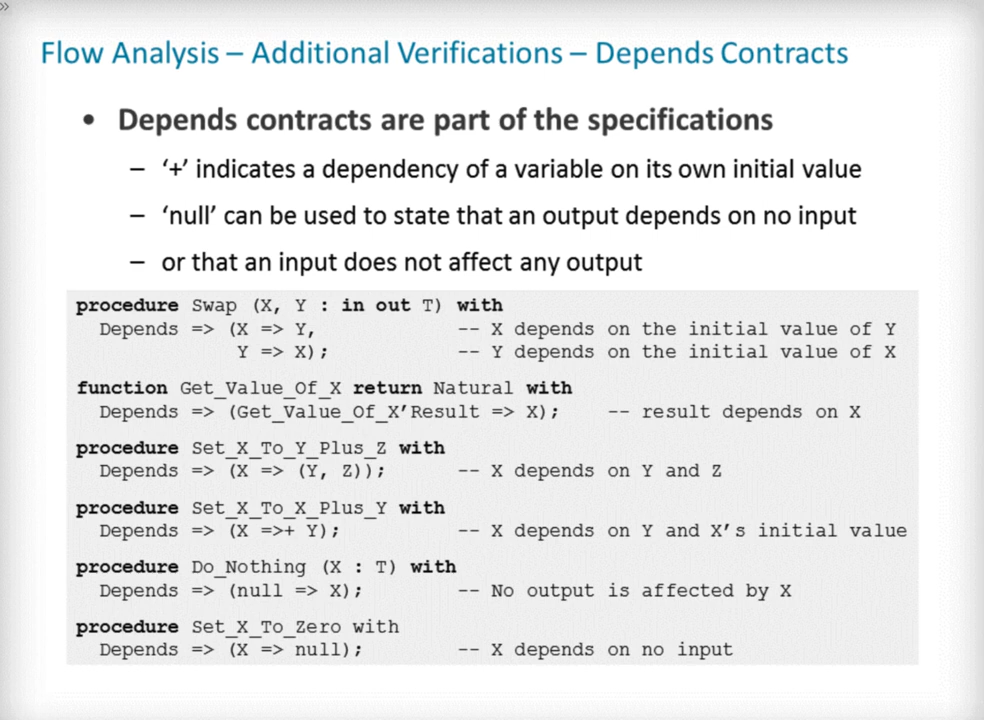 »
Flow Analysis – Additional Verifications – Depends Contracts
• Depends contracts are part of the specifications
– ‘+’ indicates a dependency of a variable on its own initial value
– ‘null’ can be used to state that an output depends on no input
– or that an input does not affect any output
procedure Swap (X, Y : in out T) with
Depends => (X => Y, -- X depends on the initial value of Y
Y => X); -- Y depends on the initial value of X
function Get_Value_Of_X return Natural with
Depends => (Get_Value_Of_X’Result => X); -- result depends on X
procedure Set_X_To_Y_Plus_Z with
Depends => (X => (Y, Z)); -- X depends on Y and Z
procedure Set_X_To_X_Plus_Y with
Depends => (X =>+ Y); -- X depends on Y and X’s initial value
procedure Do_Nothing (X : T) with
Depends => (null => X); -- No output is affected by X
procedure Set_X_To_Zero with
Depends => (X => null); -- X depends on no input